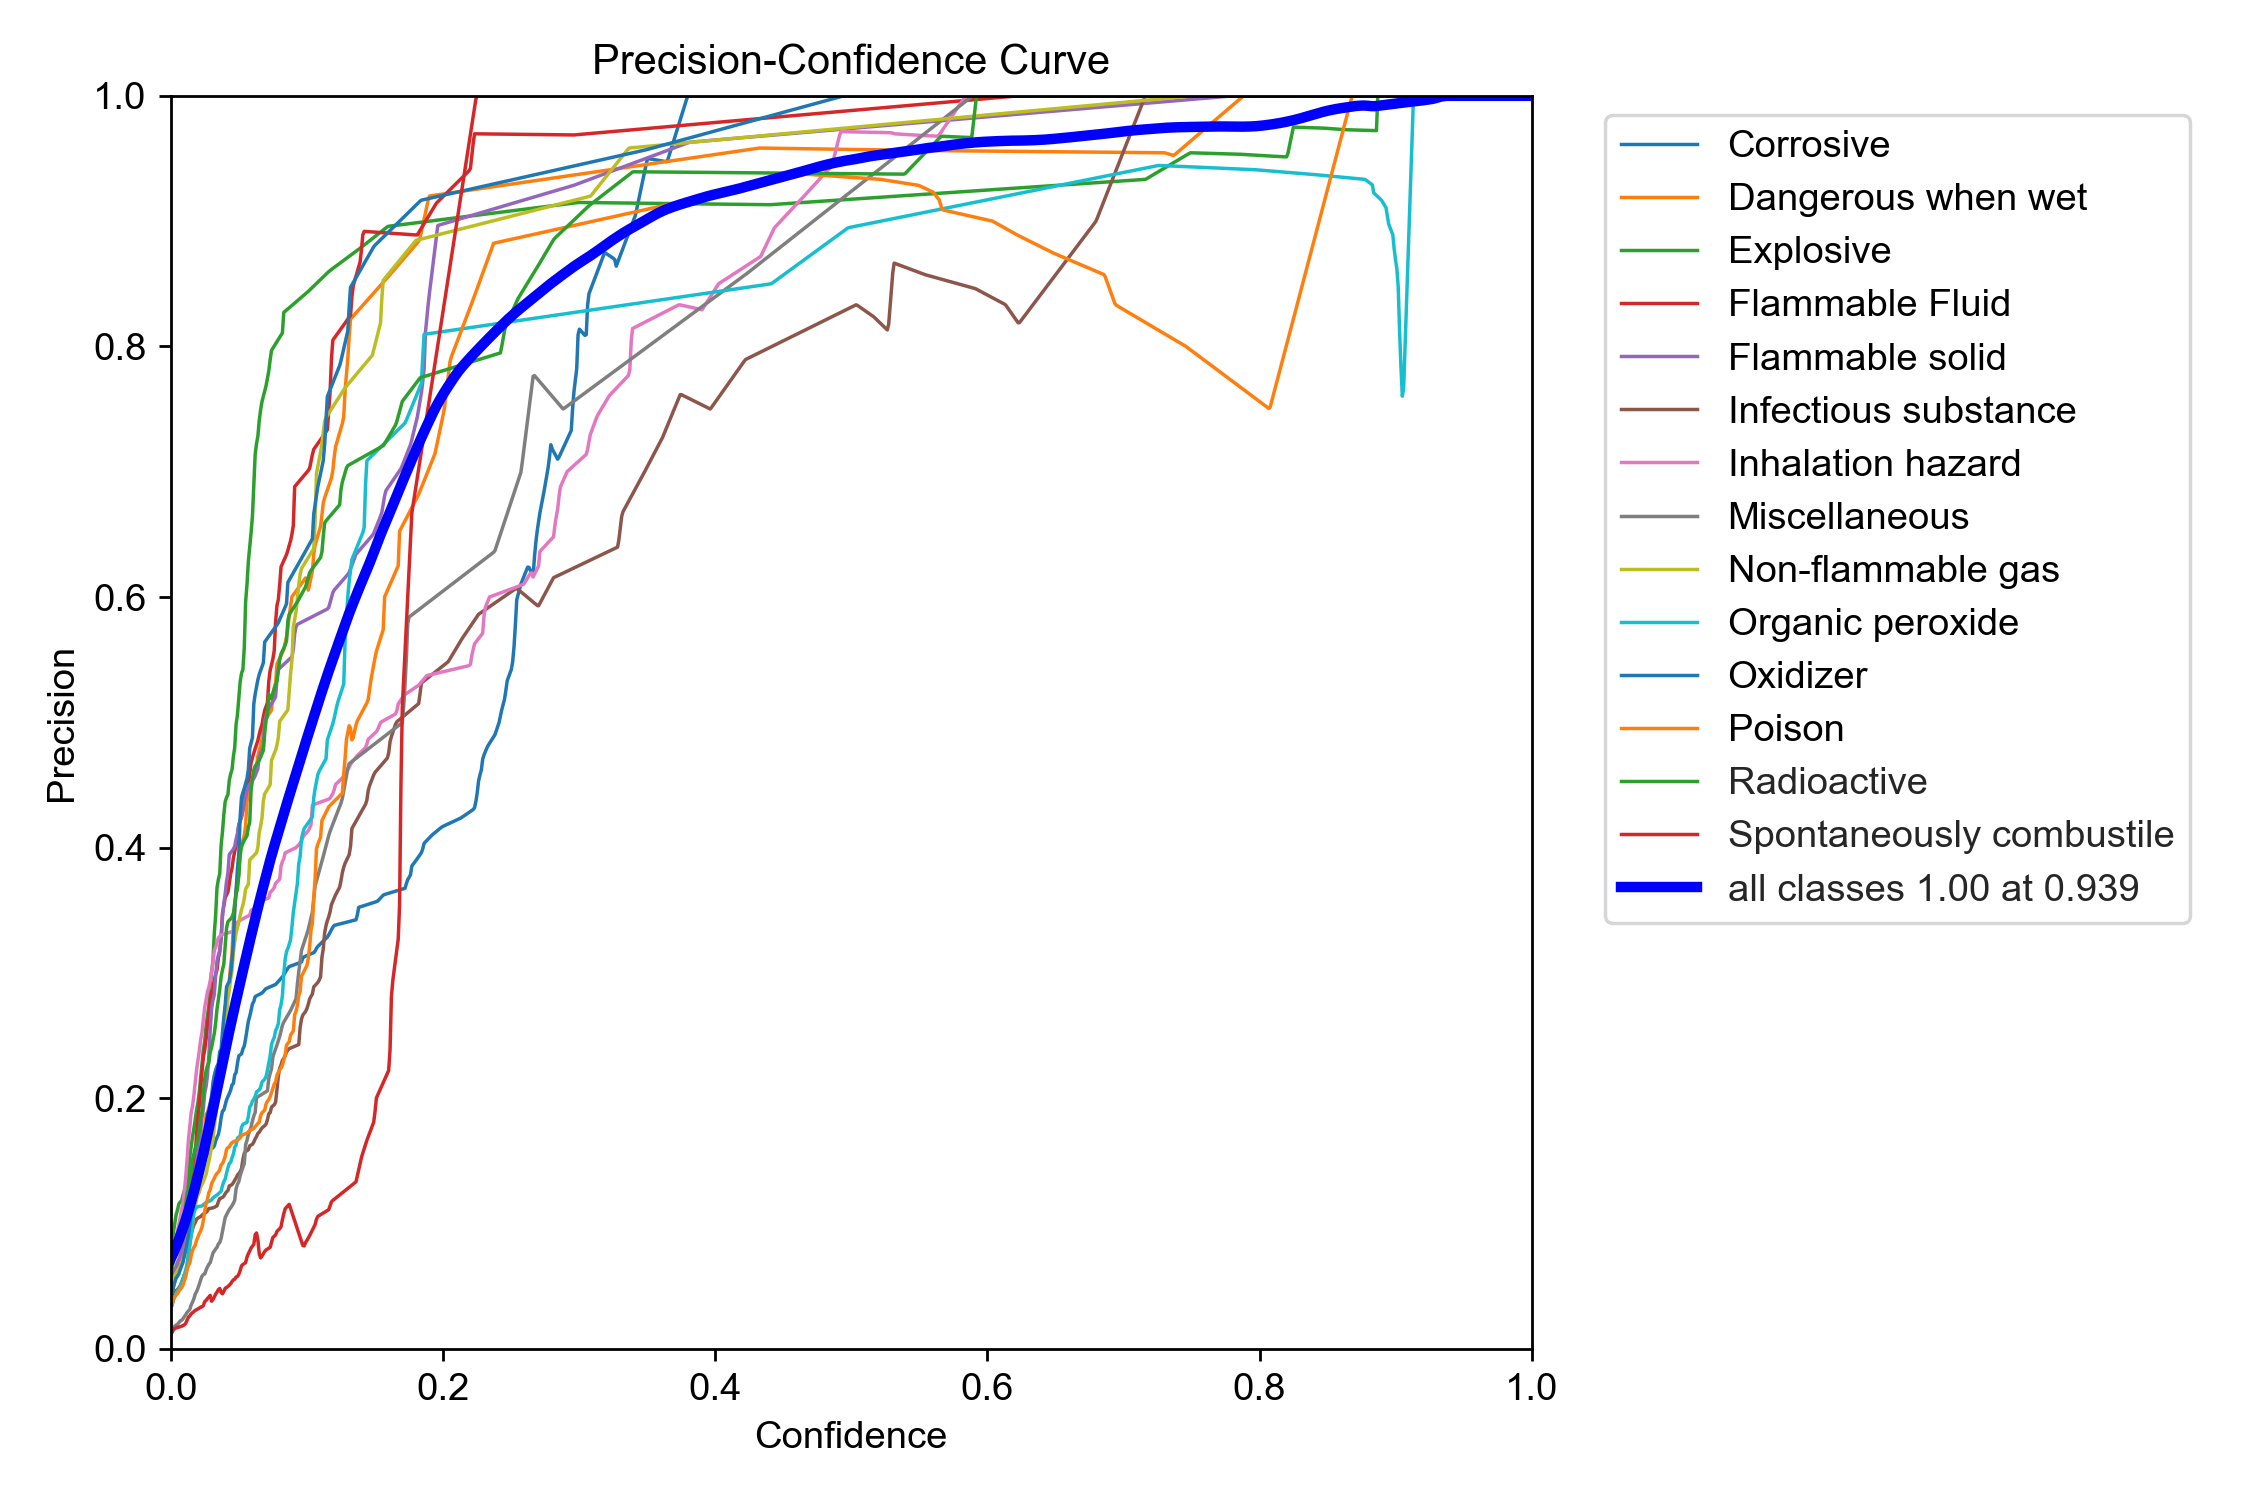 Precision-Confidence Curve
1.0
0.8
0.6
0.4
0.2
0.0
Precision
0.0 0.2 0.4 0.6 0.8 1.0
Confidence
Corrosive
Dangerous when wet
Explosive
Flammable Fluid
Flammable solid
Infectious substance
Inhalation hazard
Miscellaneous
Non-flammable gas
Organic peroxide
Oxidizer
Poison
Radioactive
Spontaneously combustile
all classes 1.00 at 0.939